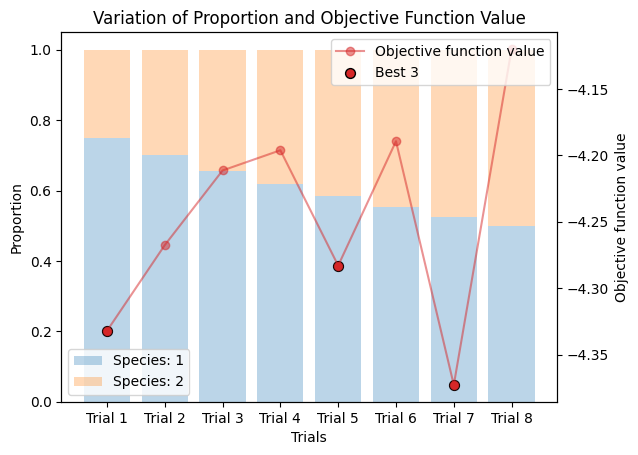 Variation of Proportion and Objective Function Value
Objective function value
Best 3
1.0
0.8
0.6
0.4
0.2
0.0
Proportion
−4.15
−4.20
−4.25
−4.30
−4.35
Objective function value
Species: 1
Species: 2
Trial 1 Trial 2 Trial 3 Trial 4 Trial 5 Trial 6 Trial 7 Trial 8
Trials